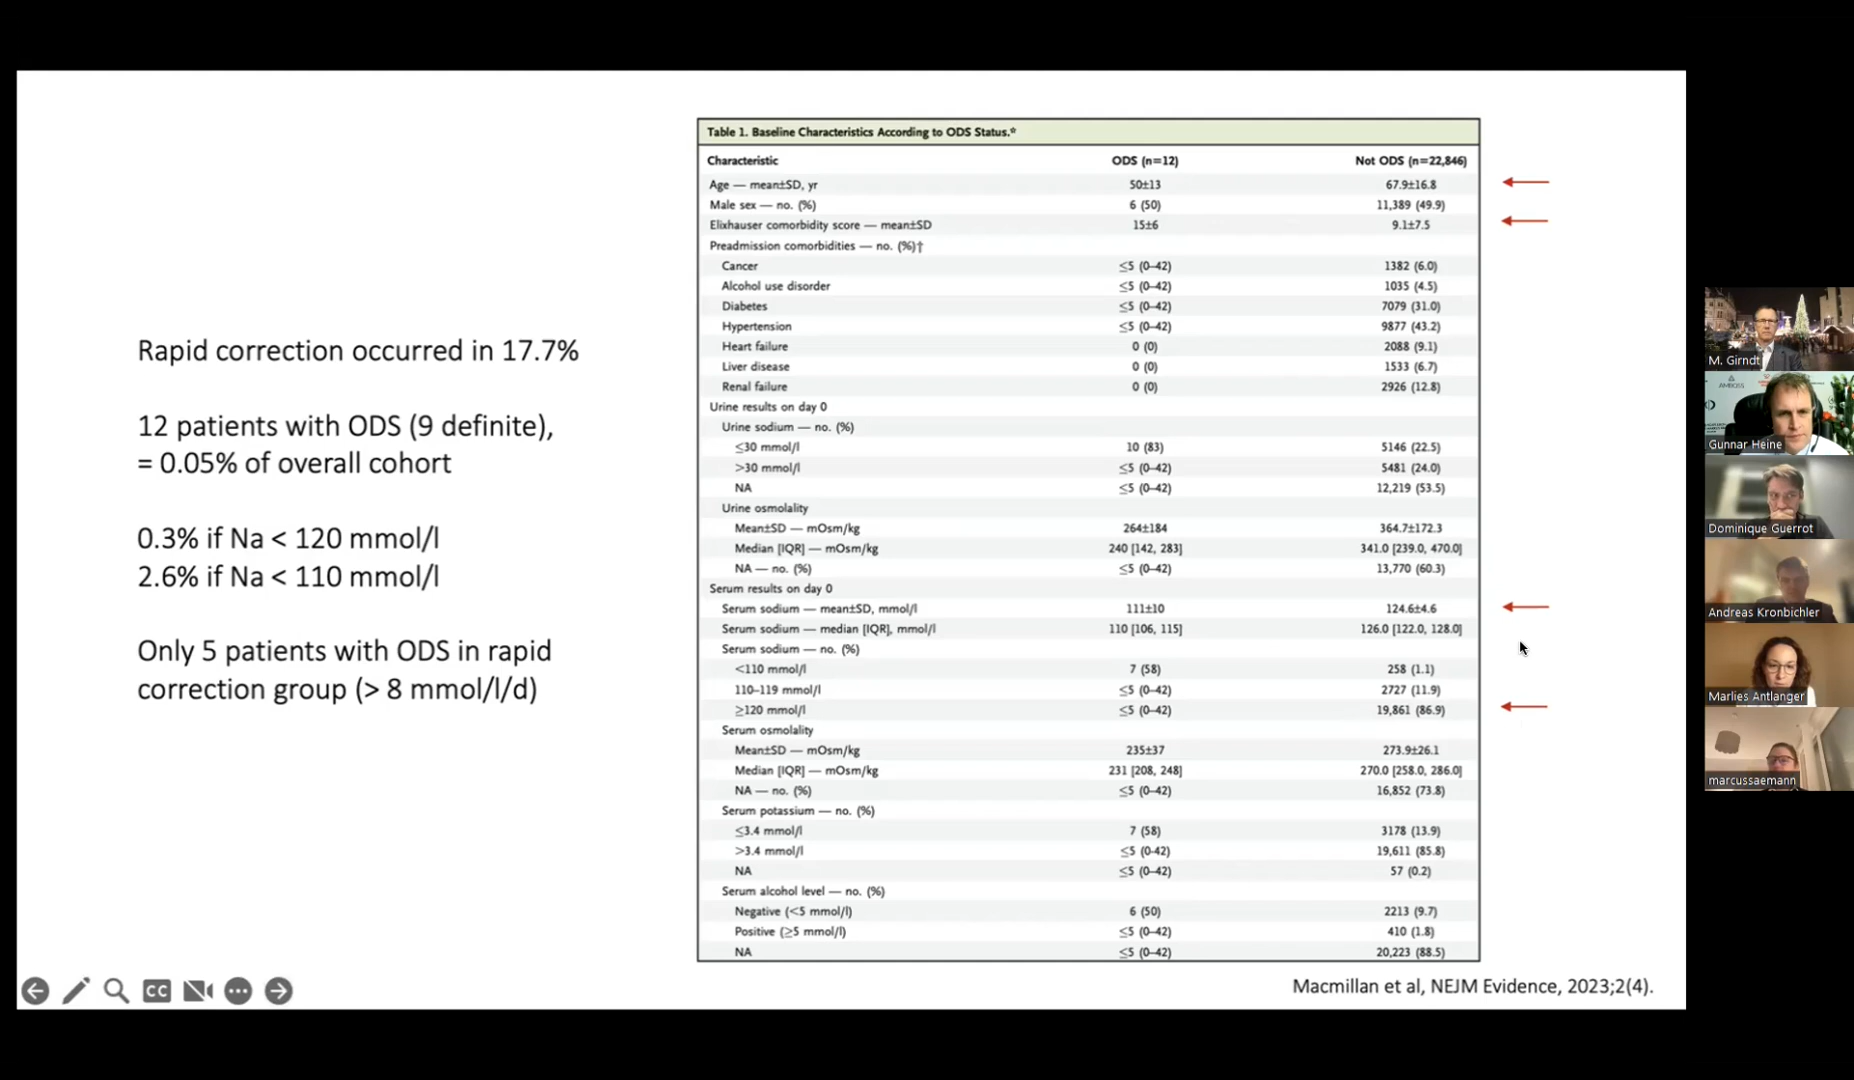 Rapid correction occurred in 17.7%
12 patients with ODS (9 definite),
= 0.05% of overall cohort
0.3% if Na < 120 mmol/l
2.6% if Na < 110 mmol/l
Only 5 patients with ODS in rapid
correction group (> 8 mmol/l/d)
Table 1. Baseline Characteristics According to ODS Status.*
Characteristic ODS (n=12) Not ODS (n=22,846)
Age — mean±SD, yr 50±13 67.9±16.8
Male sex — no. (%) 6 (50) 11,389 (49.9)
Elixhauser comorbidity score — mean±SD 15±6 9.1±7.5
Preadmission comorbidities — no. (%)†
Cancer ≤5 (0–42) 1382 (6.0)
Alcohol use disorder ≤5 (0–42) 1035 (4.5)
Diabetes ≤5 (0–42) 7079 (31.0)
Hypertension ≤5 (0–42) 9877 (43.2)
Heart failure 0 (0) 2088 (9.1)
Liver disease 0 (0) 1533 (6.7)
Renal failure 0 (0) 2926 (12.8)
Urine results on day 0
Urine sodium — no. (%)
≤30 mmol/l 10 (83) 5146 (22.5)
>30 mmol/l ≤5 (0–42) 5481 (24.0)
NA ≤5 (0–42) 12,219 (53.5)
Urine osmolality
Mean±SD — mOsm/kg 264±184 364.7±172.3
Median [IQR] — mOsm/kg 240 [142, 283] 341.0 [239.0, 470.0]
NA — no. (%) ≤5 (0–42) 13,770 (60.3)
Serum results on day 0
Serum sodium — mean±SD, mmol/l 111±10 124.6±4.6
Serum sodium — median [IQR], mmol/l 110 [106, 115] 126.0 [122.0, 128.0]
Serum sodium — no. (%)
<110 mmol/l 7 (58) 258 (1.1)
110–119 mmol/l ≤5 (0–42) 2727 (11.9)
≥120 mmol/l ≤5 (0–42) 19,861 (86.9)
Serum osmolality
Mean±SD — mOsm/kg 235±37 273.9±26.1
Median [IQR] — mOsm/kg 231 [208, 248] 270.0 [258.0, 286.0]
NA — no. (%) ≤5 (0–42) 16,852 (73.8)
Serum potassium — no. (%)
≤3.4 mmol/l 7 (58) 3178 (13.9)
>3.4 mmol/l ≤5 (0-42) 19,611 (85.8)
NA ≤5 (0–42) 57 (0.2)
Serum alcohol level — no. (%)
Negative (<5 mmol/l) 6 (50) 2213 (9.7)
Positive (≥5 mmol/l) ≤5 (0–42) 410 (1.8)
NA ≤5 (0–42) 20,223 (88.5)
Macmillan et al, NEJM Evidence, 2023;2(4).
CC
M. Girndt
AMBOSS
Gunnar Heine
Dominique Guerrot
Andreas Kronbichler
Marlies Antlanger
marcussaemann